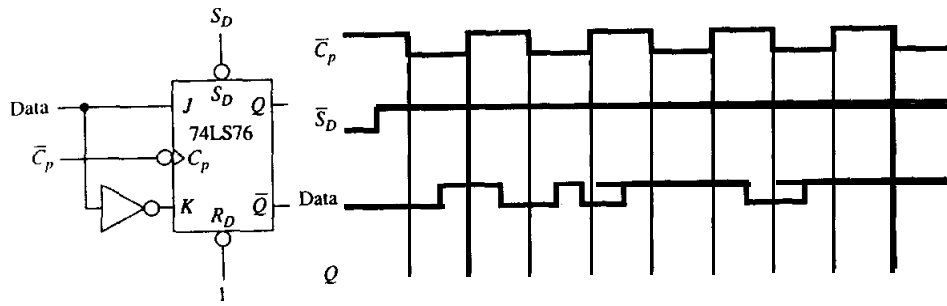 S_D
S_D
Data
J
Q
74LS76
C̅_p
C_p
K
R_D
Q̅
1
C̅_p
S̅_D
Data
Q